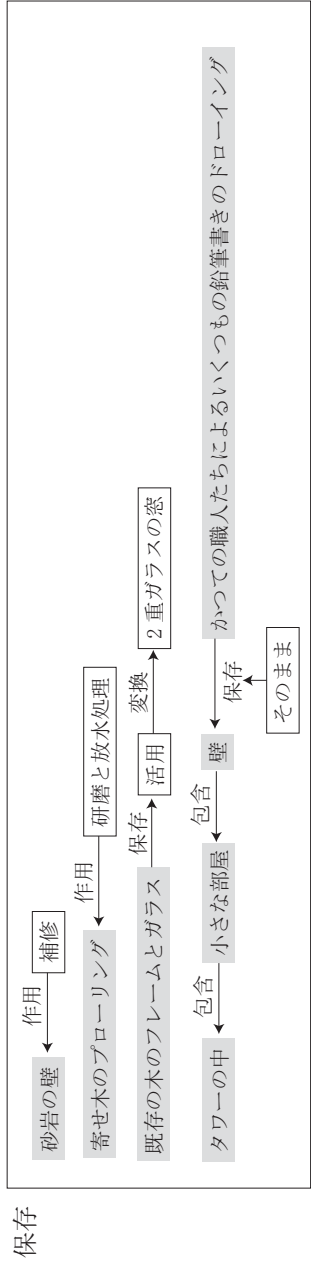 保存
砂岩の壁 作用 補修
寄せ木のブローリング 作用 研磨と放水処理
既存の木のフレームとガラス 保存 活用 変換 2 重ガラスの窓
タワーの中 包含 小さな部屋 包含 壁 保存 かつての職人たちによるいくつもの鉛筆書きのドローイング
そのまま